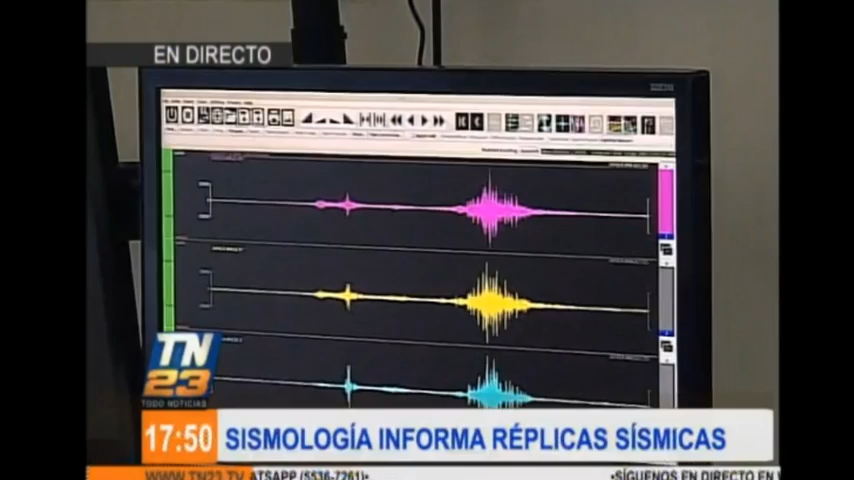 EN DIRECTO
TN
23
TODO NOTICIAS
17:50
SISMOLOGÍA INFORMA RÉPLICAS SÍSMICAS
WWW.TN23.TV
ATSAPP (5536-7261)•
•SÍGUENOS EN DIRECTO EN